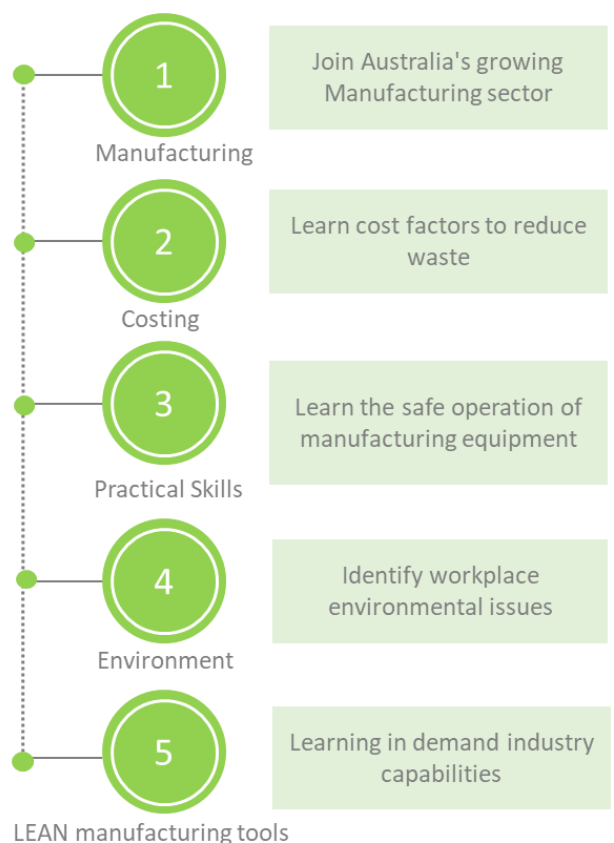 1
Join Australia's growing
Manufacturing sector
Manufacturing
2
Learn cost factors to reduce
waste
Costing
3
Learn the safe operation of
manufacturing equipment
Practical Skills
4
Identify workplace
environmental issues
Environment
5
Learning in demand industry
capabilities
LEAN manufacturing tools